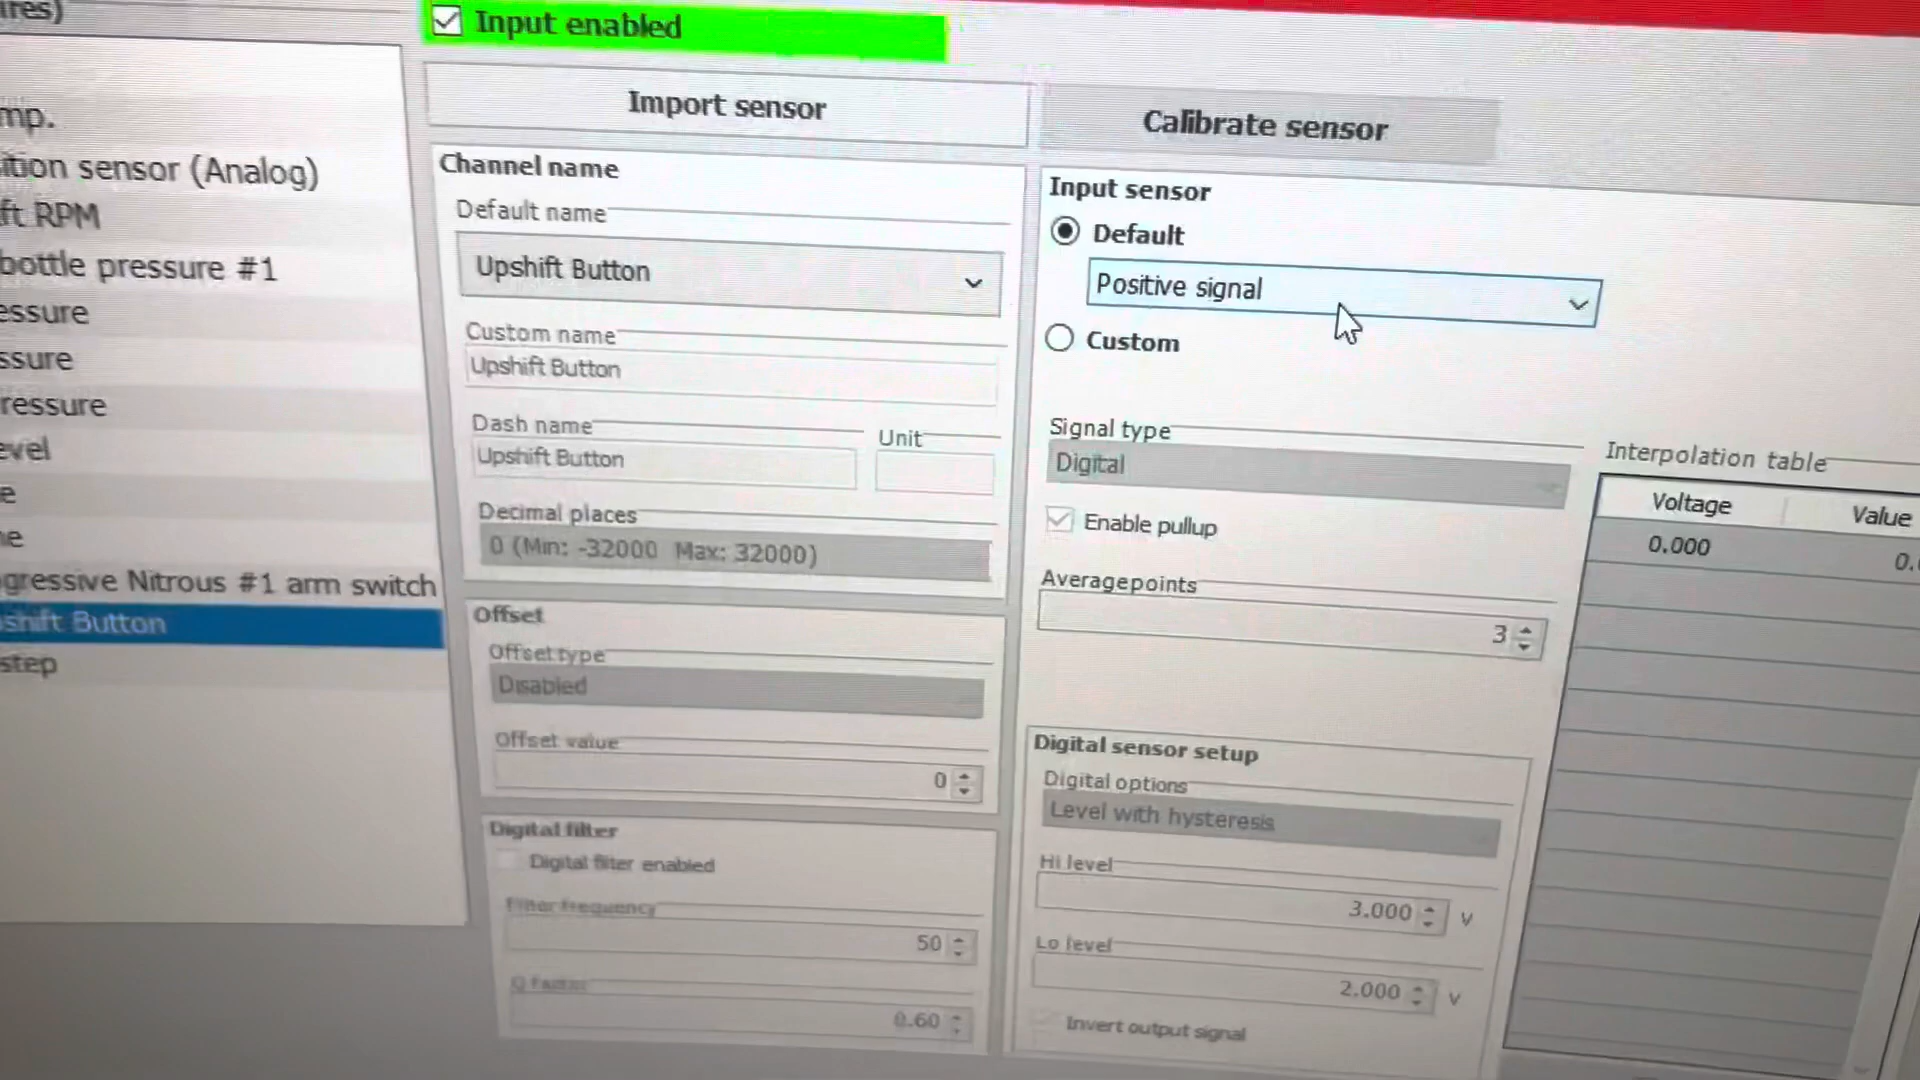 res)
Input enabled
Import sensor
Calibrate sensor
mp.
ition sensor (Analog)
ft RPM
bottle pressure #1
essure
ssure
ressure
evel
e
ne
gressive Nitrous #1 arm switch
shift Button
step
Channel name
Default name
Upshift Button
Custom name
Upshift Button
Dash name
Unit
Upshift Button
Decimal places
0 (Min: -32000 Max: 32000)
Offset
Offset type
Disabled
Offset value
0
Digital filter
Digital filter enabled
Filter frequency
50
Q factor
0.60
Input sensor
Default
Positive signal
Custom
Signal type
Digital
Enable pullup
Averagepoints
3
Digital sensor setup
Digital options
Level with hysteresis
Hi level
3.000 V
Lo level
2.000 V
Invert output signal
Interpolation table
Voltage Value
0.000 0.